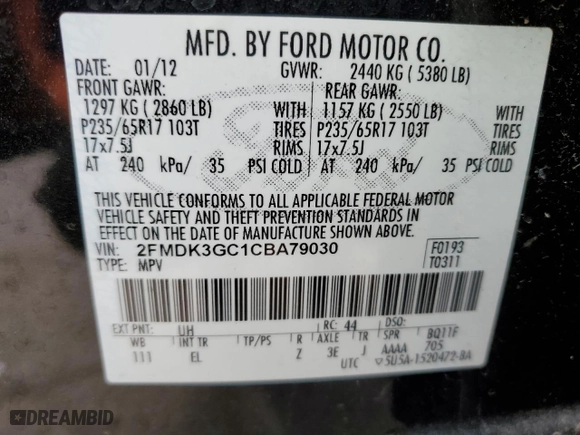 MFD. BY FORD MOTOR CO.
DATE: 01/12 GVWR: 2440 KG ( 5380 LB)
FRONT GAWR: REAR GAWR:
1297 KG ( 2860 LB) WITH 1157 KG ( 2550 LB) WITH
P235/65R17 103T TIRES P235/65R17 103T TIRES
17x7.5J RIMS 17x7.5J RIMS
AT 240 kPa/ 35 PSI COLD AT 240 kPa/ 35 PSI COLD
THIS VEHICLE CONFORMS TO ALL APPLICABLE FEDERAL MOTOR
VEHICLE SAFETY AND THEFT PREVENTION STANDARDS IN
EFFECT ON THE DATE OF MANUFACTURE SHOWN ABOVE.
VIN: 2FMDK3GC1CBA79030 F0193
TYPE: MPV T0311
EXT PNT: UH RC: 44 BQ11F
WB INT TR TP/PS R AXLE TR SPR 705
111 EL Z 3E J AAAA
UTC 5U5A-1520472-BA
DREAMBID